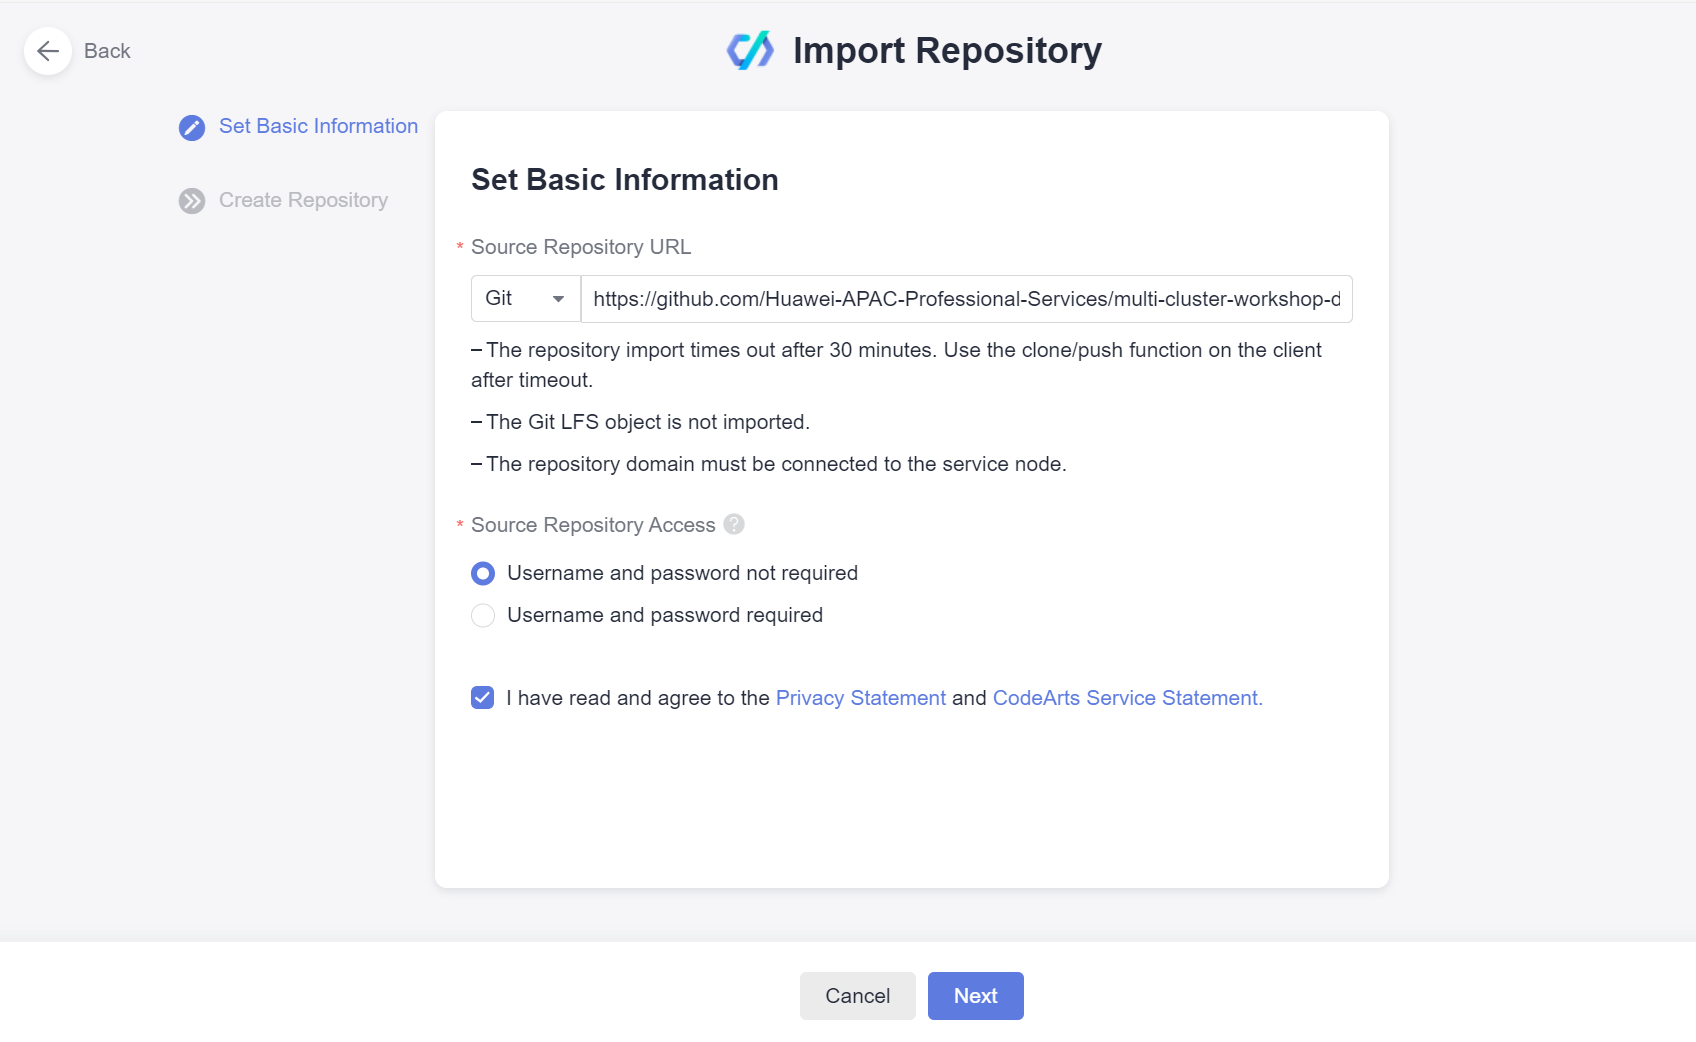 Back
Import Repository
Set Basic Information
Create Repository
Set Basic Information
* Source Repository URL
Git
https://github.com/Huawei-APAC-Professional-Services/multi-cluster-workshop-d
– The repository import times out after 30 minutes. Use the clone/push function on the client
after timeout.
– The Git LFS object is not imported.
– The repository domain must be connected to the service node.
* Source Repository Access ?
Username and password not required
Username and password required
I have read and agree to the Privacy Statement and CodeArts Service Statement.
Cancel
Next